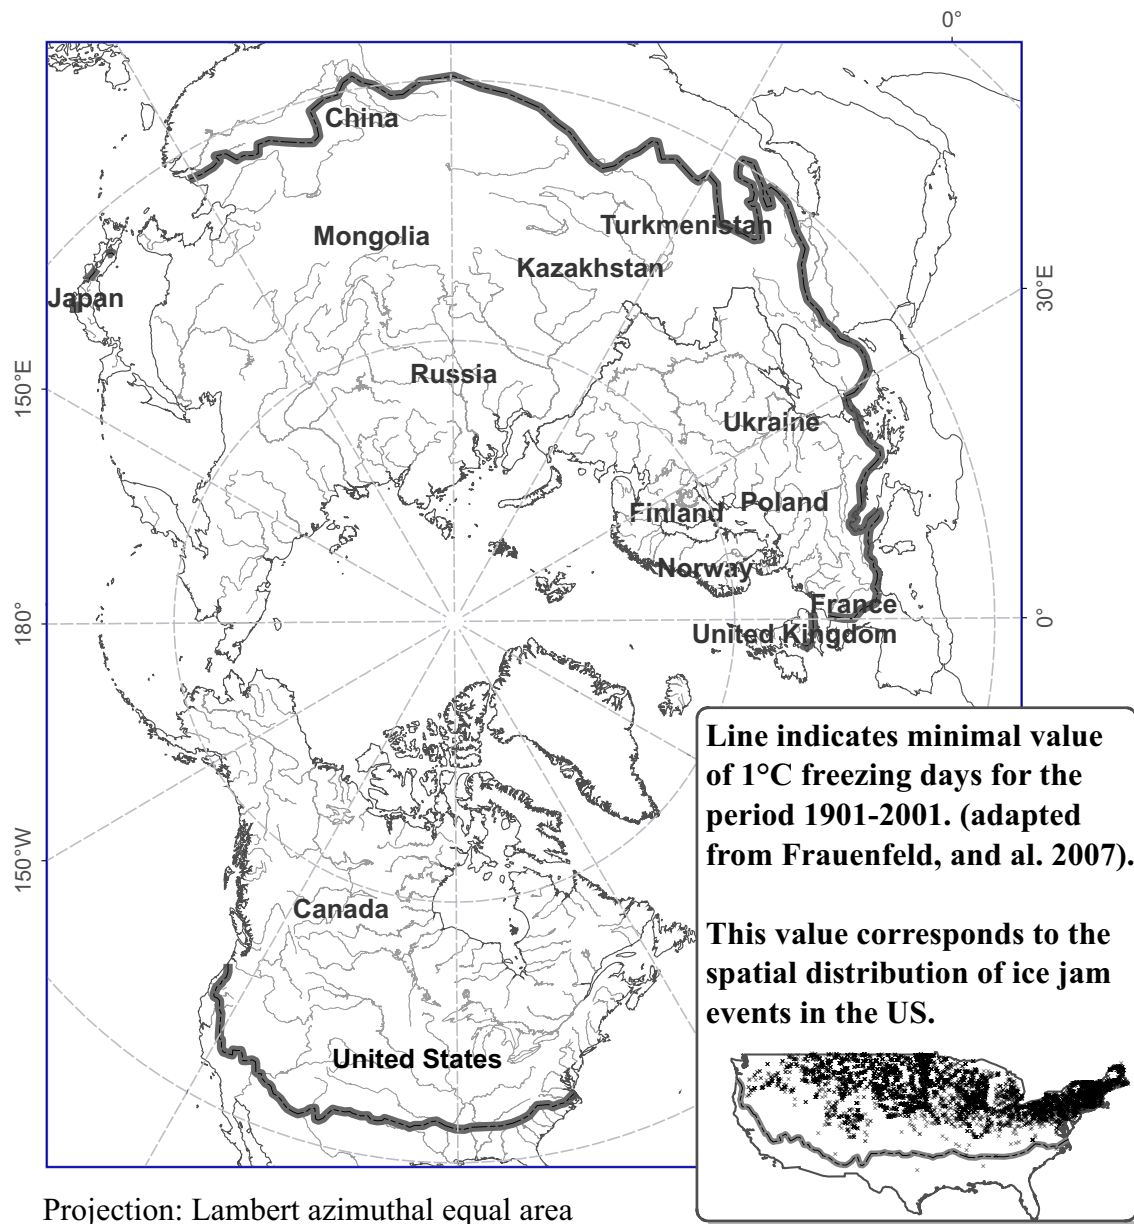 0°
China
Turkmenistan
Mongolia
Kazakhstan
30°E
Japan
150°E
Russia
Ukraine
Poland
Finland
Norway
France
0°
180°
United Kingdom
Line indicates minimal value
of 1°C freezing days for the
period 1901-2001. (adapted
from Frauenfeld, and al. 2007).
This value corresponds to the
spatial distribution of ice jam
events in the US.
150°W
Canada
United States
Projection: Lambert azimuthal equal area